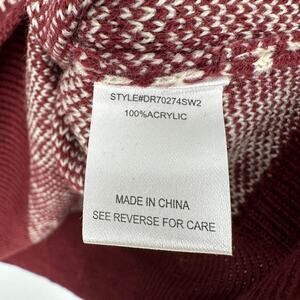 STYLE#DR70274SW2
100%ACRYLIC
MADE IN CHINA
SEE REVERSE FOR CARE